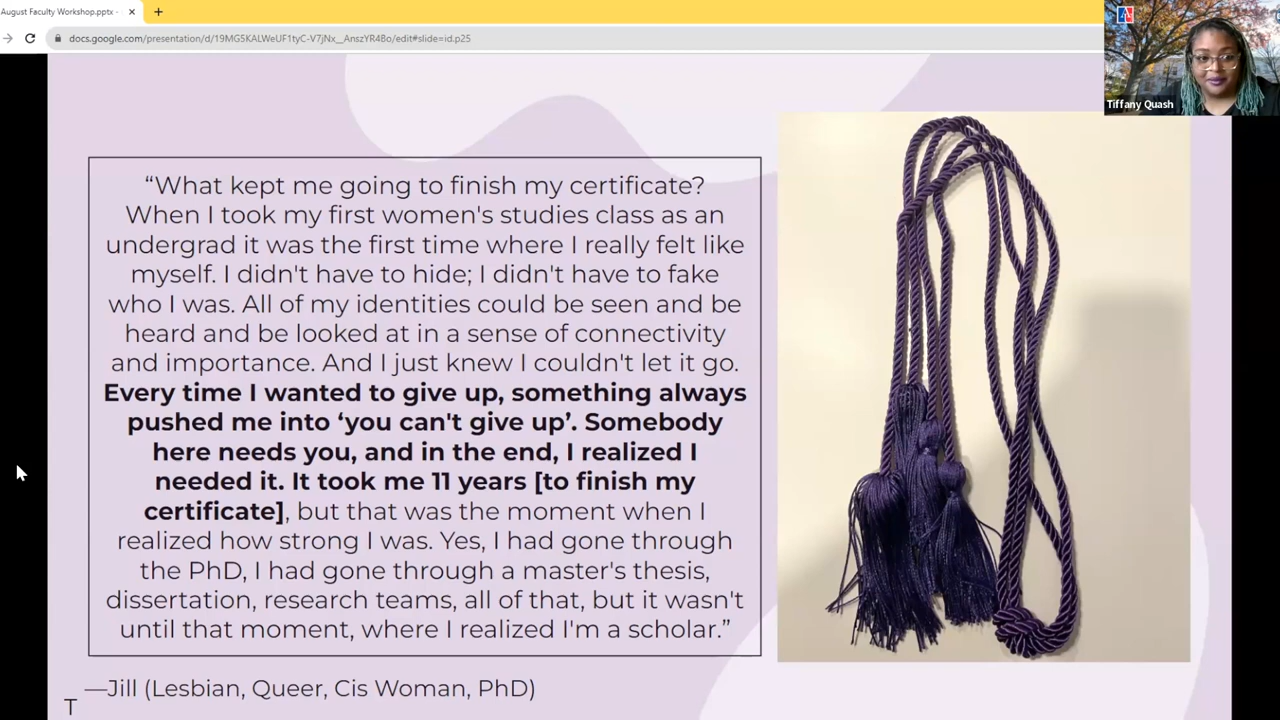 August Faculty Workshop.pptx -
docs.google.com/presentation/d/19MG5KALWeUF1tyC-V7jNx__AnszYR4Bo/edit#slide=id.p25
Tiffany Quash
“What kept me going to finish my certificate?
When I took my first women's studies class as an
undergrad it was the first time where I really felt like
myself. I didn't have to hide; I didn't have to fake
who I was. All of my identities could be seen and be
heard and be looked at in a sense of connectivity
and importance. And I just knew I couldn't let it go.
Every time I wanted to give up, something always
pushed me into ‘you can't give up’. Somebody
here needs you, and in the end, I realized I
needed it. It took me 11 years [to finish my
certificate], but that was the moment when I
realized how strong I was. Yes, I had gone through
the PhD, I had gone through a master's thesis,
dissertation, research teams, all of that, but it wasn't
until that moment, where I realized I'm a scholar.”
—Jill (Lesbian, Queer, Cis Woman, PhD)
T